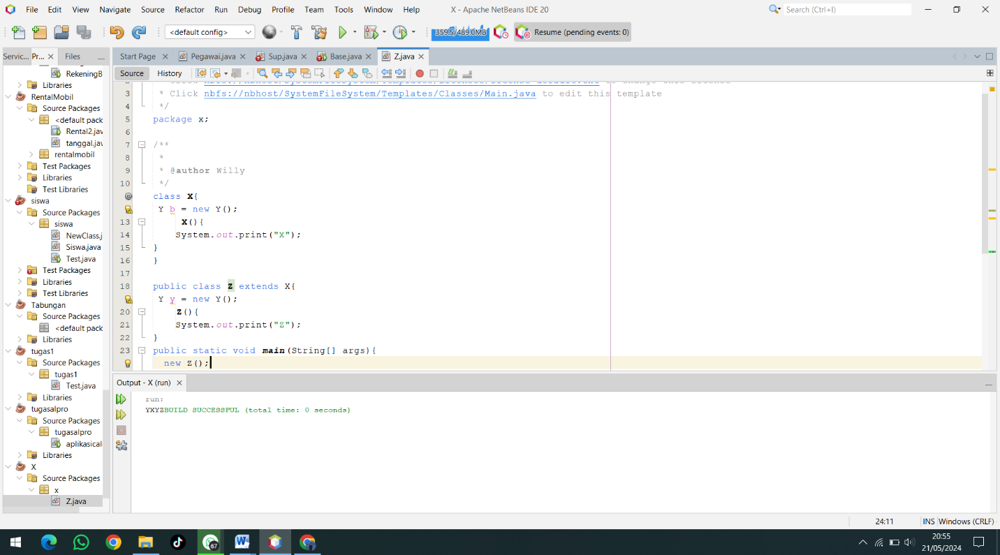 File Edit View Navigate Source Refactor Run Debug Profile Team Tools Window Help X - Apache NetBeans IDE 20 Search (Ctrl+I)
<default config> 359.5/489.0MB Resume (pending events: 0)
Servic... Pr... Files Start Page Pegawai.java Sup.java Base.java Z.java
Source History
RekeningB
Libraries
RentalMobil
Source Packages
<default pack
Rental2.jav
tanggal.jav
rentalmobil
Test Packages
Libraries
Test Libraries
siswa
Source Packages
siswa
NewClass.j
Siswa.java
Test.java
Test Packages
Libraries
Test Libraries
Tabungan
Source Packages
<default pack
Libraries
tugas1
Source Packages
tugas1
Test.java
Libraries
tugasalpro
Source Packages
tugasalpro
aplikasical
Libraries
X
Source Packages
x
Z.java
3 * Click nbfs://nbhost/SystemFileSystem/Templates/Classes/Main.java to edit this template
4 */
5 package x;
6
7 /**
8 *
9 * @author Willy
10 */
class X{
Y b = new Y();
13 X(){
14 System.out.print("X");
15 }
16 }
17
18 public class Z extends X{
Y y = new Y();
20 Z(){
21 System.out.print("Z");
22 }
23 public static void main(String[] args){
new Z();
Output - X (run)
run:
YXYZBUILD SUCCESSFUL (total time: 0 seconds)
24:11 INS Windows (CRLF)
67
20:55
21/05/2024